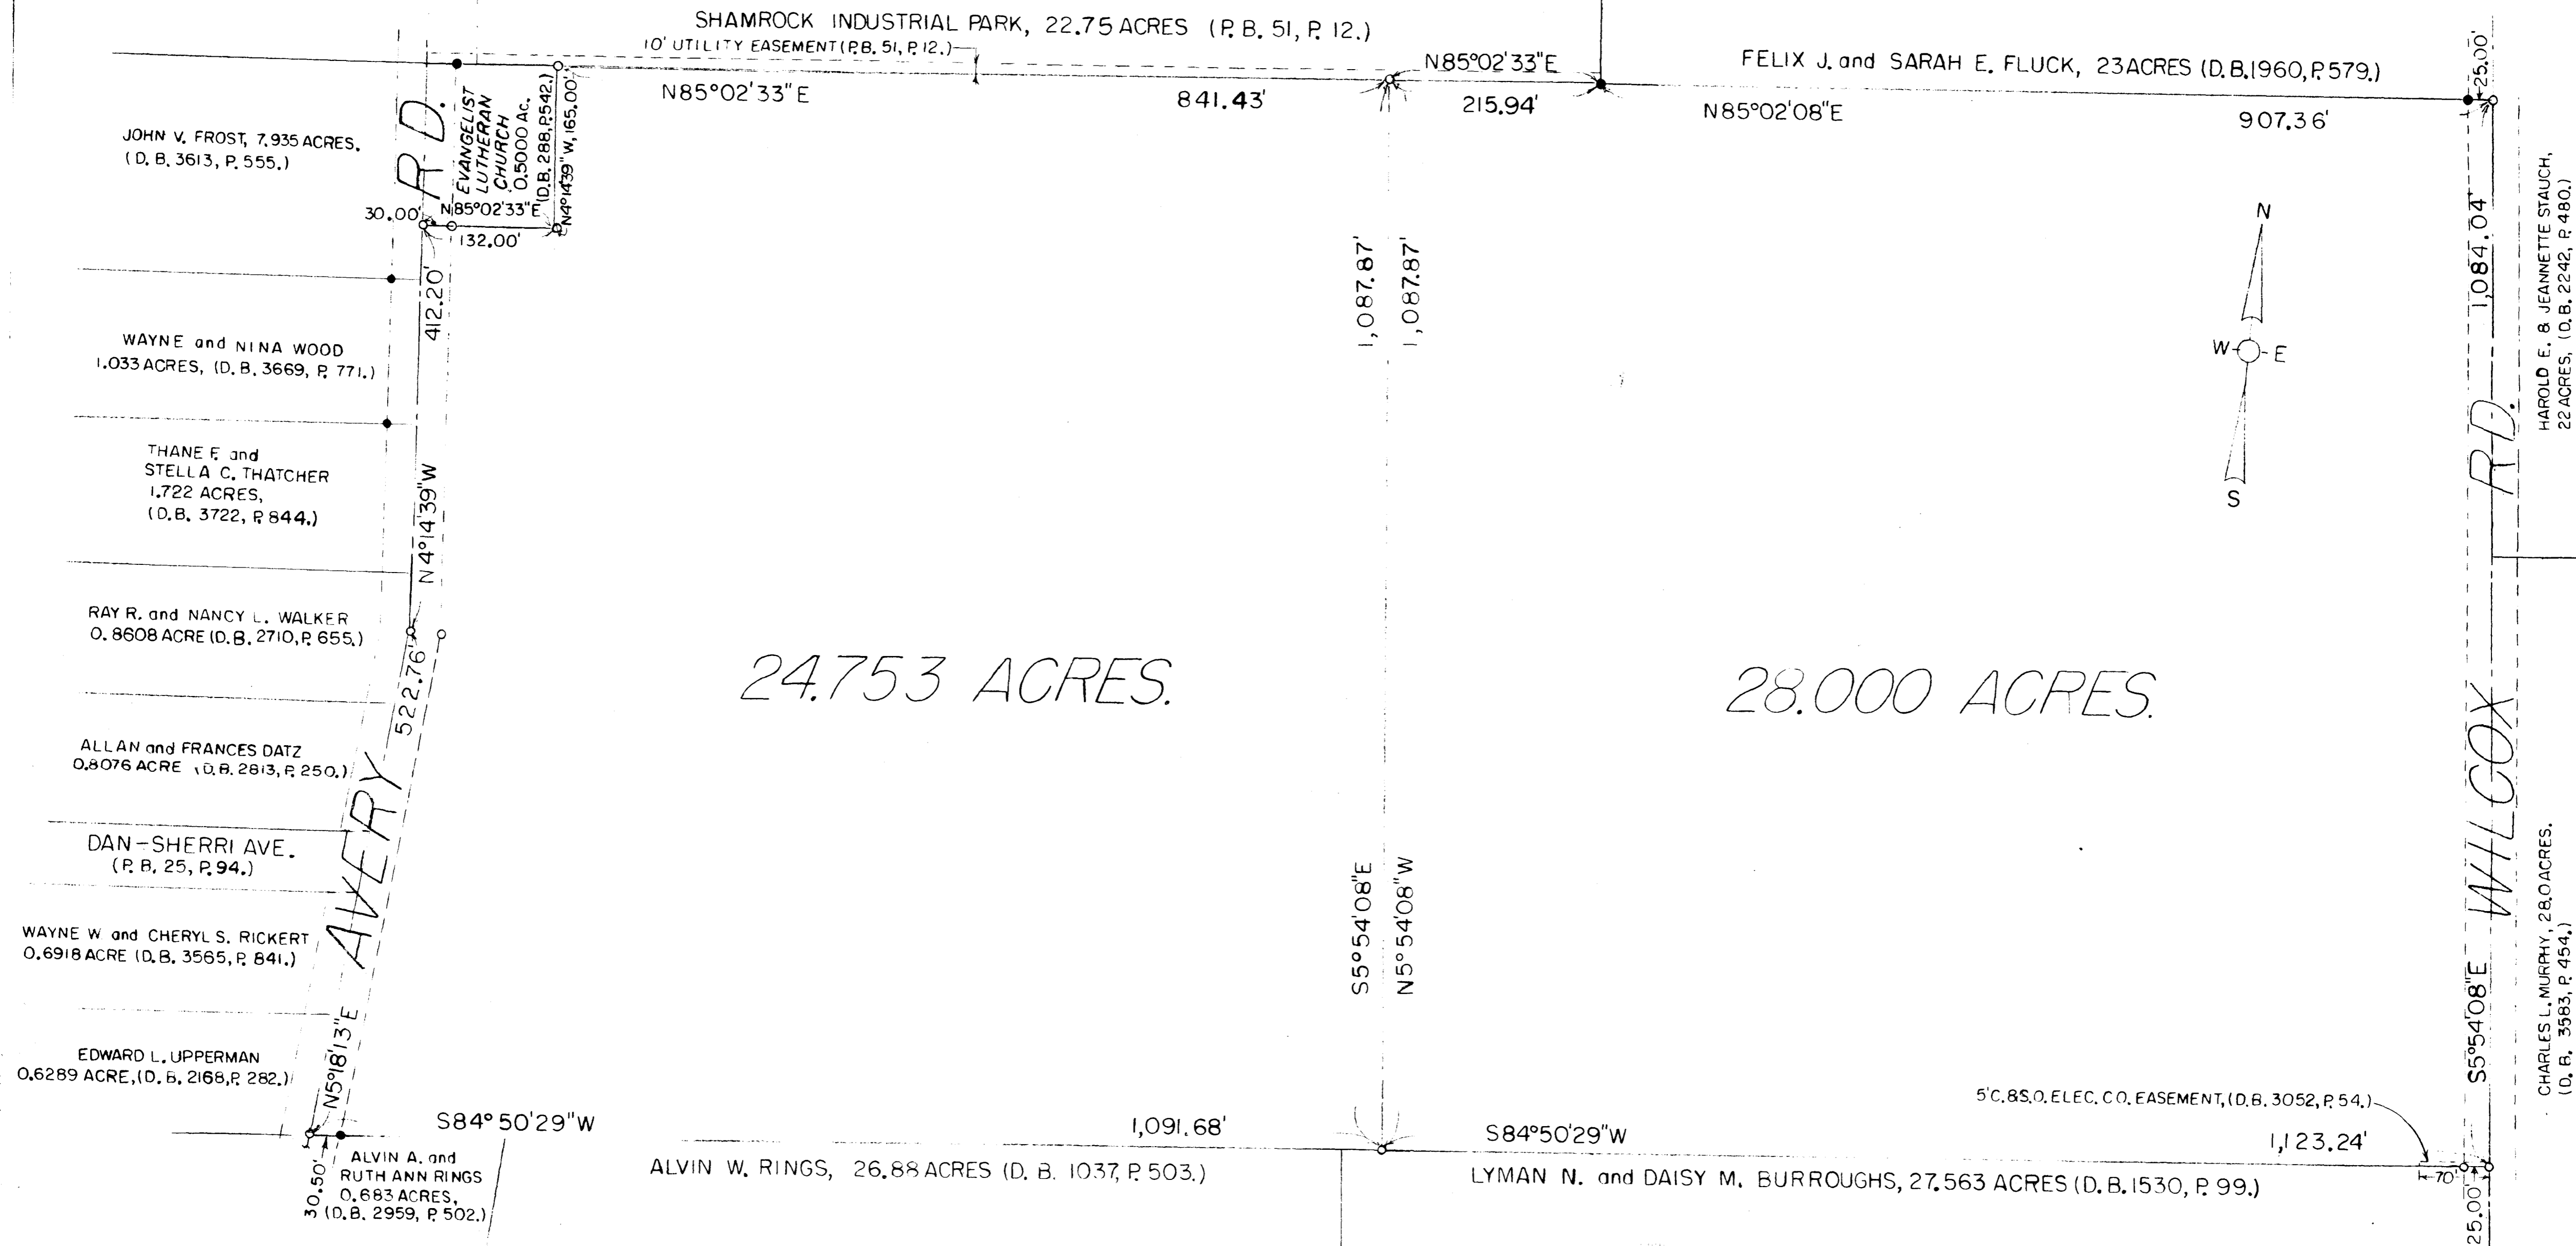 SHAMROCK INDUSTRIAL PARK, 22.75 ACRES (P. B. 51, P. 12.)
10' UTILITY EASEMENT (P.B. 51, P. 12.)
N85°02'33"E
841.43'
N85°02'33"E
215.94'
FELIX J. and SARAH E. FLUCK, 23 ACRES (D.B. 1960, P. 579.)
N85°02'08"E
907.36'
25.00'
JOHN V. FROST, 7.935 ACRES.
(D. B. 3613, P. 555.)
RD.
EVANGELIST
LUTHERAN
CHURCH
0.5000 Ac.
(D.B. 288, P. 542.)
N4°14'39"W, 165.00'
N85°02'33"E
30.00'
132.00'
412.20'
WAYNE and NINA WOOD
1.033 ACRES, (D. B. 3669, P. 771.)
THANE F. and
STELLA C. THATCHER
1.722 ACRES,
(D.B. 3722, P. 844.)
N4°14'39"W
RAY R. and NANCY L. WALKER
0.8608 ACRE (D. B. 2710, P. 655.)
522.76'
ALLAN and FRANCES DATZ
0.8076 ACRE (D. B. 2813, P. 250.)
AVERY
DAN-SHERRI AVE.
(P. B. 25, P. 94.)
WAYNE W and CHERYL S. RICKERT
0.6918 ACRE (D. B. 3565, P. 841.)
N5°18'13"E
EDWARD L. UPPERMAN
0.6289 ACRE, (D. B. 2168, P. 282.)
1,087.87'
1,087.87'
24.753 ACRES.
28.000 ACRES.
S5°54'08"E
N5°54'08"W
N
W
E
S
1,084.04'
RD.
WILCOX
S5°54'08"E
HAROLD E. & JEANNETTE STAUCH,
22 ACRES, (D. B. 2242, P. 480.)
CHARLES L. MURPHY, 28.0 ACRES.
(D. B. 3583, P. 454.)
S84°50'29"W
1,091.68'
S84°50'29"W
1,123.24'
5' C. & S. O. ELEC. CO. EASEMENT, (D. B. 3052, P. 54.)
30.50'
ALVIN A. and
RUTH ANN RINGS
0.683 ACRES,
(D. B. 2959, P. 502.)
ALVIN W. RINGS, 26.88 ACRES (D. B. 1037, P. 503.)
LYMAN N. and DAISY M. BURROUGHS, 27.563 ACRES (D. B. 1530, P. 99.)
70'
25.00'